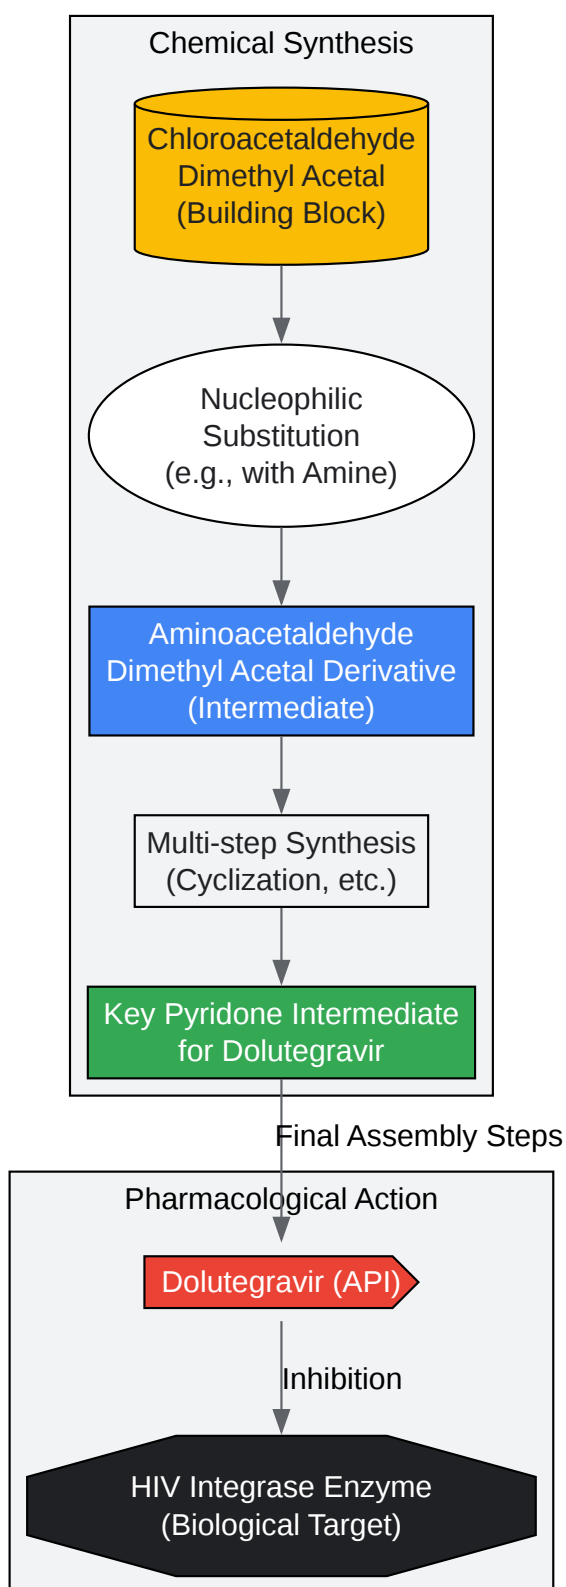 Chemical Synthesis
Chloroacetaldehyde
Dimethyl Acetal
(Building Block)
Nucleophilic
Substitution
(e.g., with Amine)
Aminoacetaldehyde
Dimethyl Acetal Derivative
(Intermediate)
Multi-step Synthesis
(Cyclization, etc.)
Key Pyridone Intermediate
for Dolutegravir
Final Assembly Steps
Pharmacological Action
Dolutegravir (API)
Inhibition
HIV Integrase Enzyme
(Biological Target)